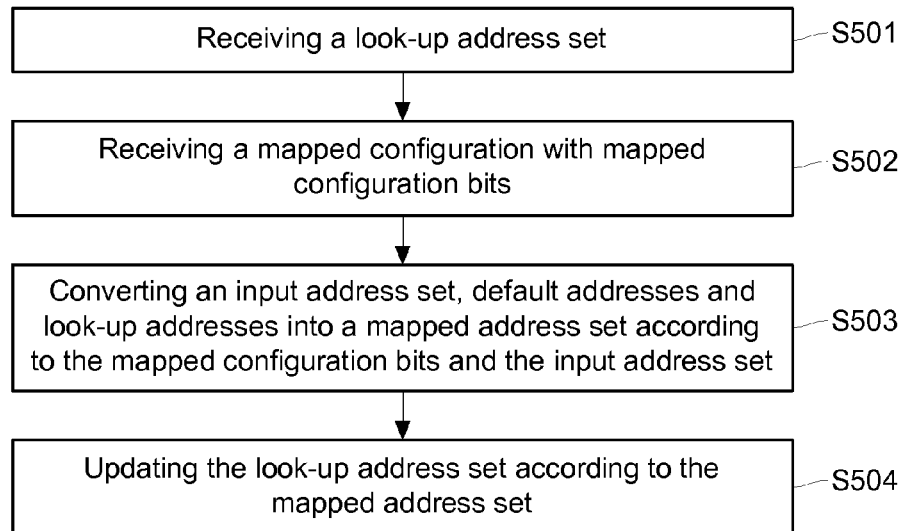 Receiving a look-up address set
S501
Receiving a mapped configuration with mapped
configuration bits
S502
Converting an input address set, default addresses and
look-up addresses into a mapped address set according
to the mapped configuration bits and the input address set
S503
Updating the look-up address set according to the
mapped address set
S504